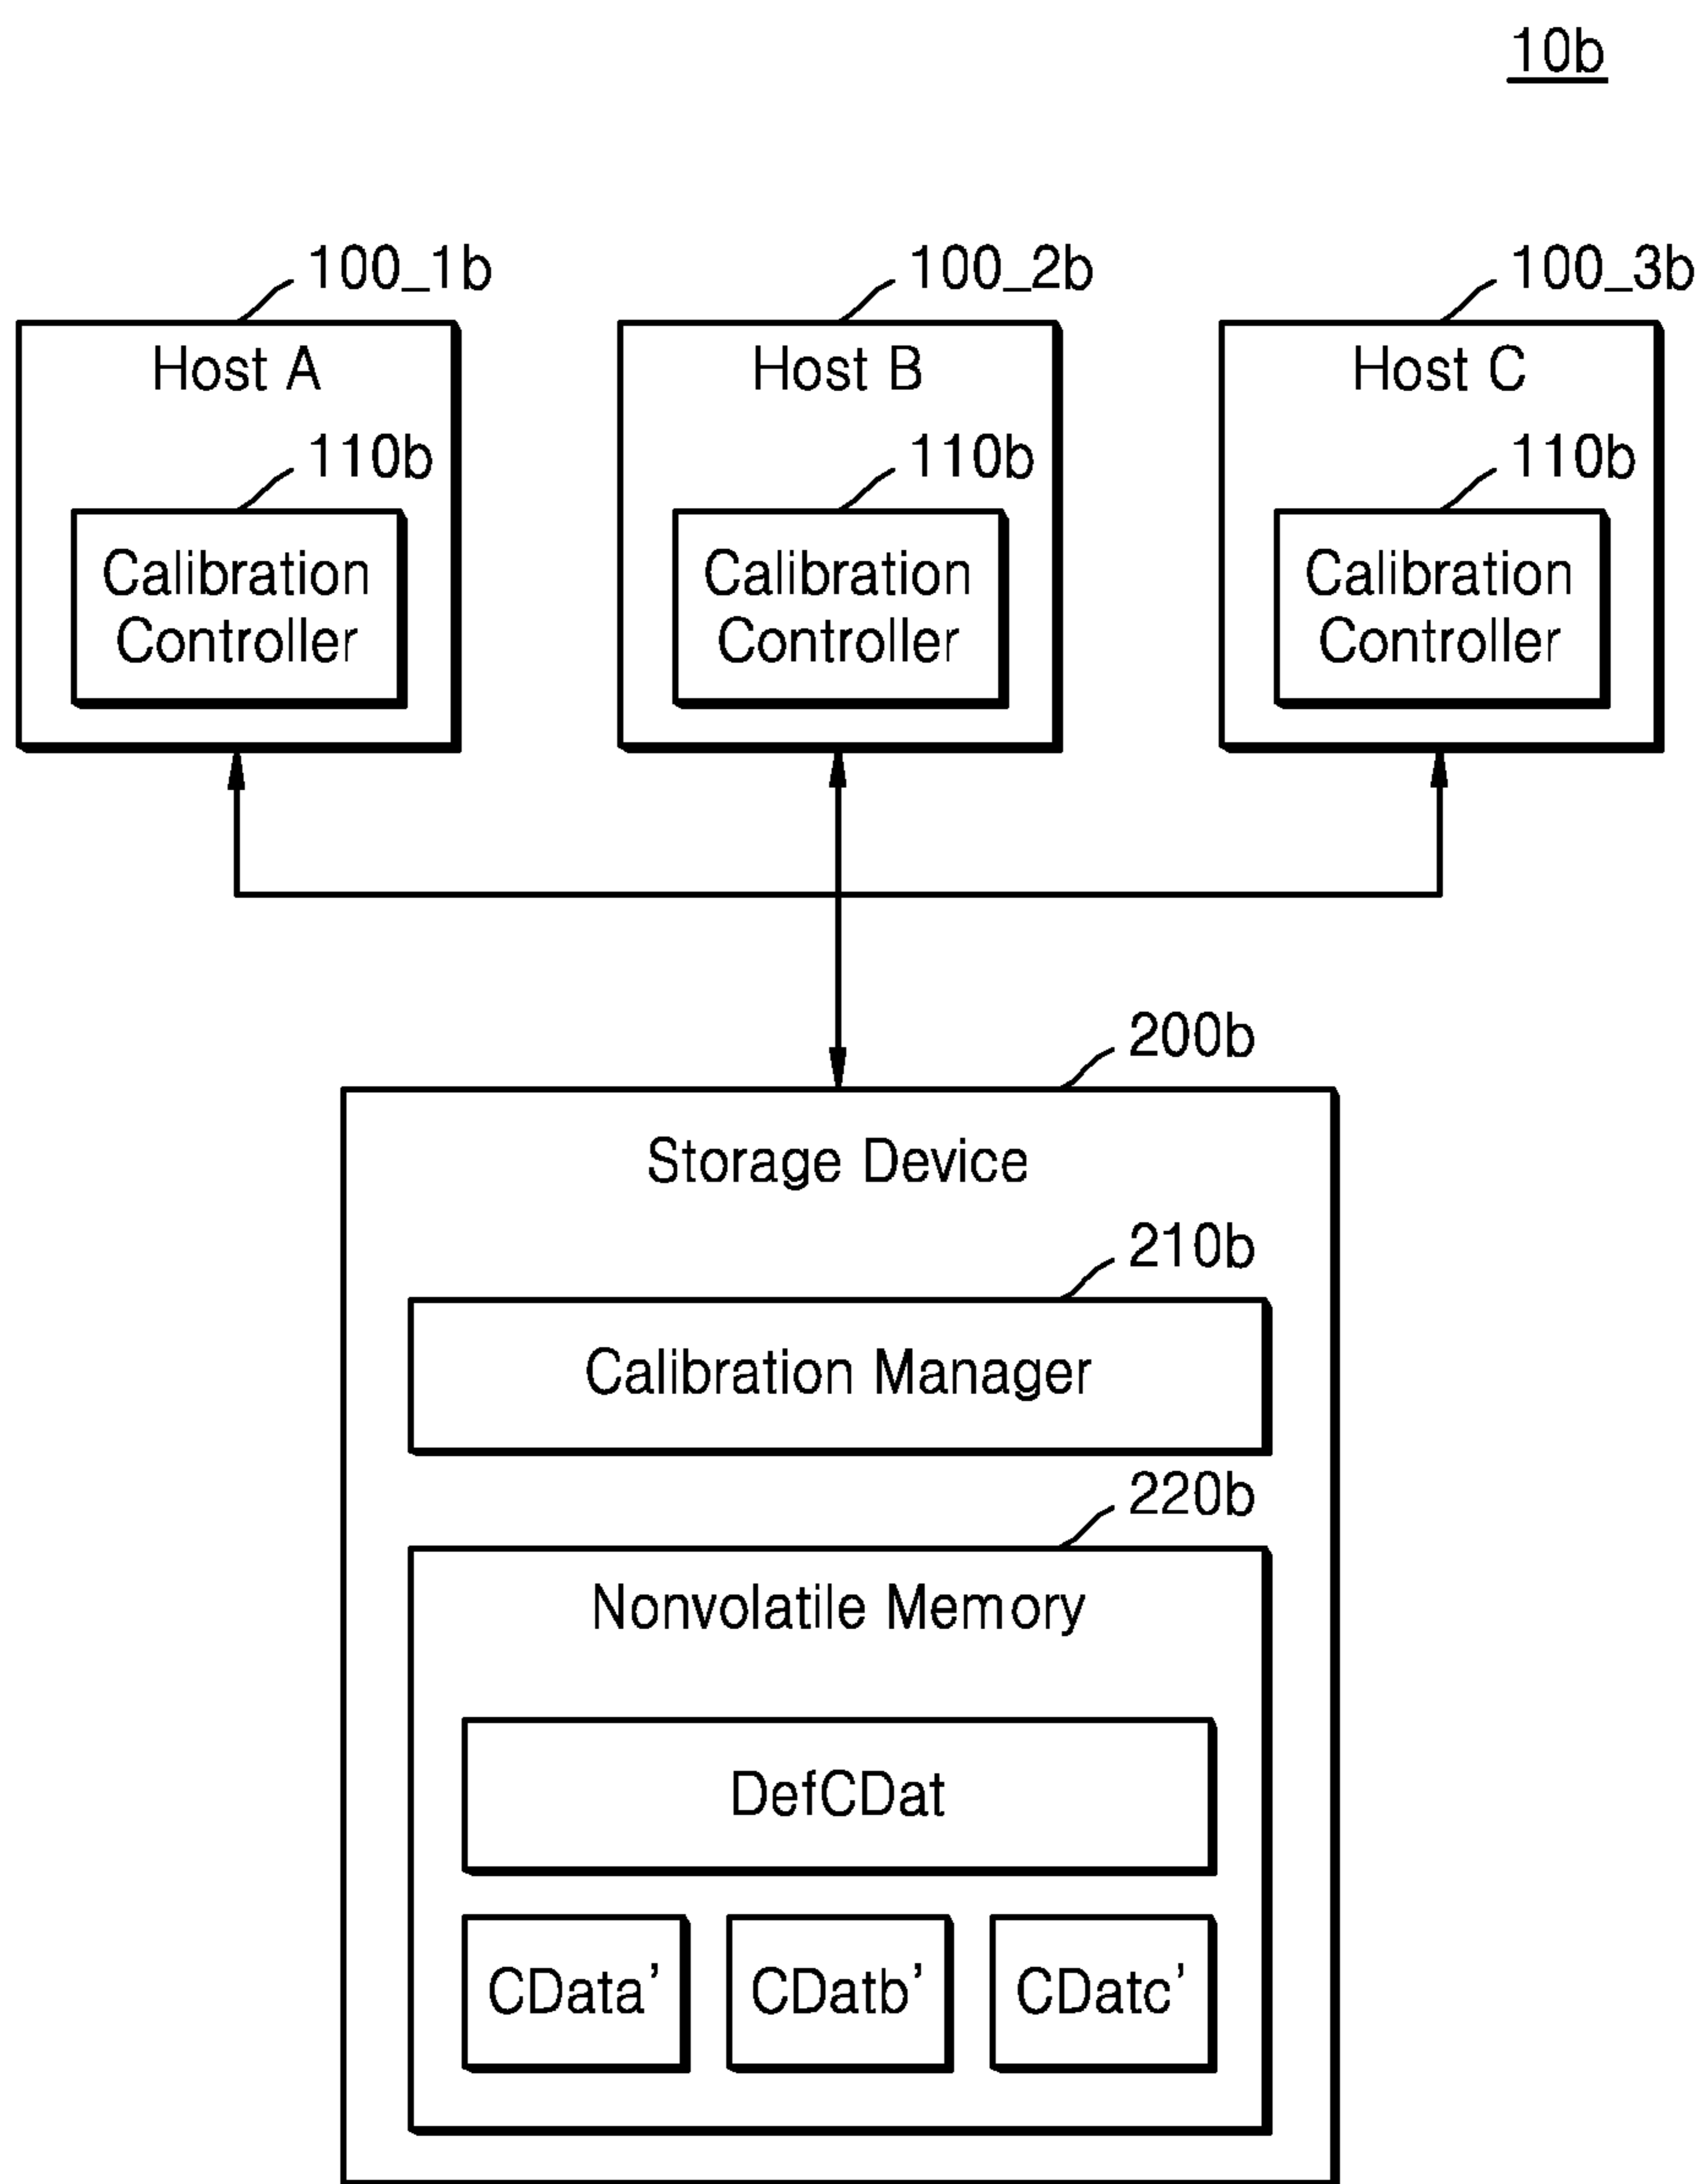 10b
100_1b
100_2b
100_3b
Host A
Host B
Host C
110b
110b
110b
Calibration
Controller
Calibration
Controller
Calibration
Controller
200b
Storage Device
210b
Calibration Manager
220b
Nonvolatile Memory
DefCDat
CData'
CDatb'
CDatc'